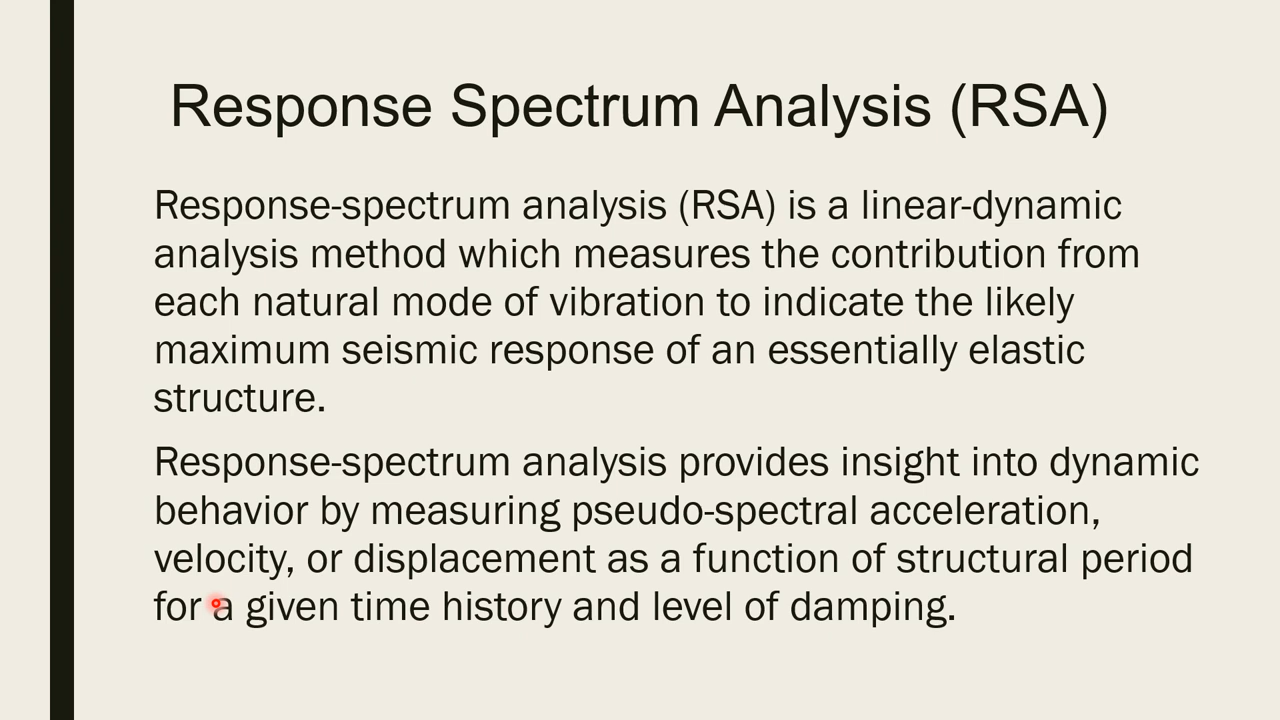 Response Spectrum Analysis (RSA)
Response-spectrum analysis (RSA) is a linear-dynamic
analysis method which measures the contribution from
each natural mode of vibration to indicate the likely
maximum seismic response of an essentially elastic
structure.
Response-spectrum analysis provides insight into dynamic
behavior by measuring pseudo-spectral acceleration,
velocity, or displacement as a function of structural period
for a given time history and level of damping.